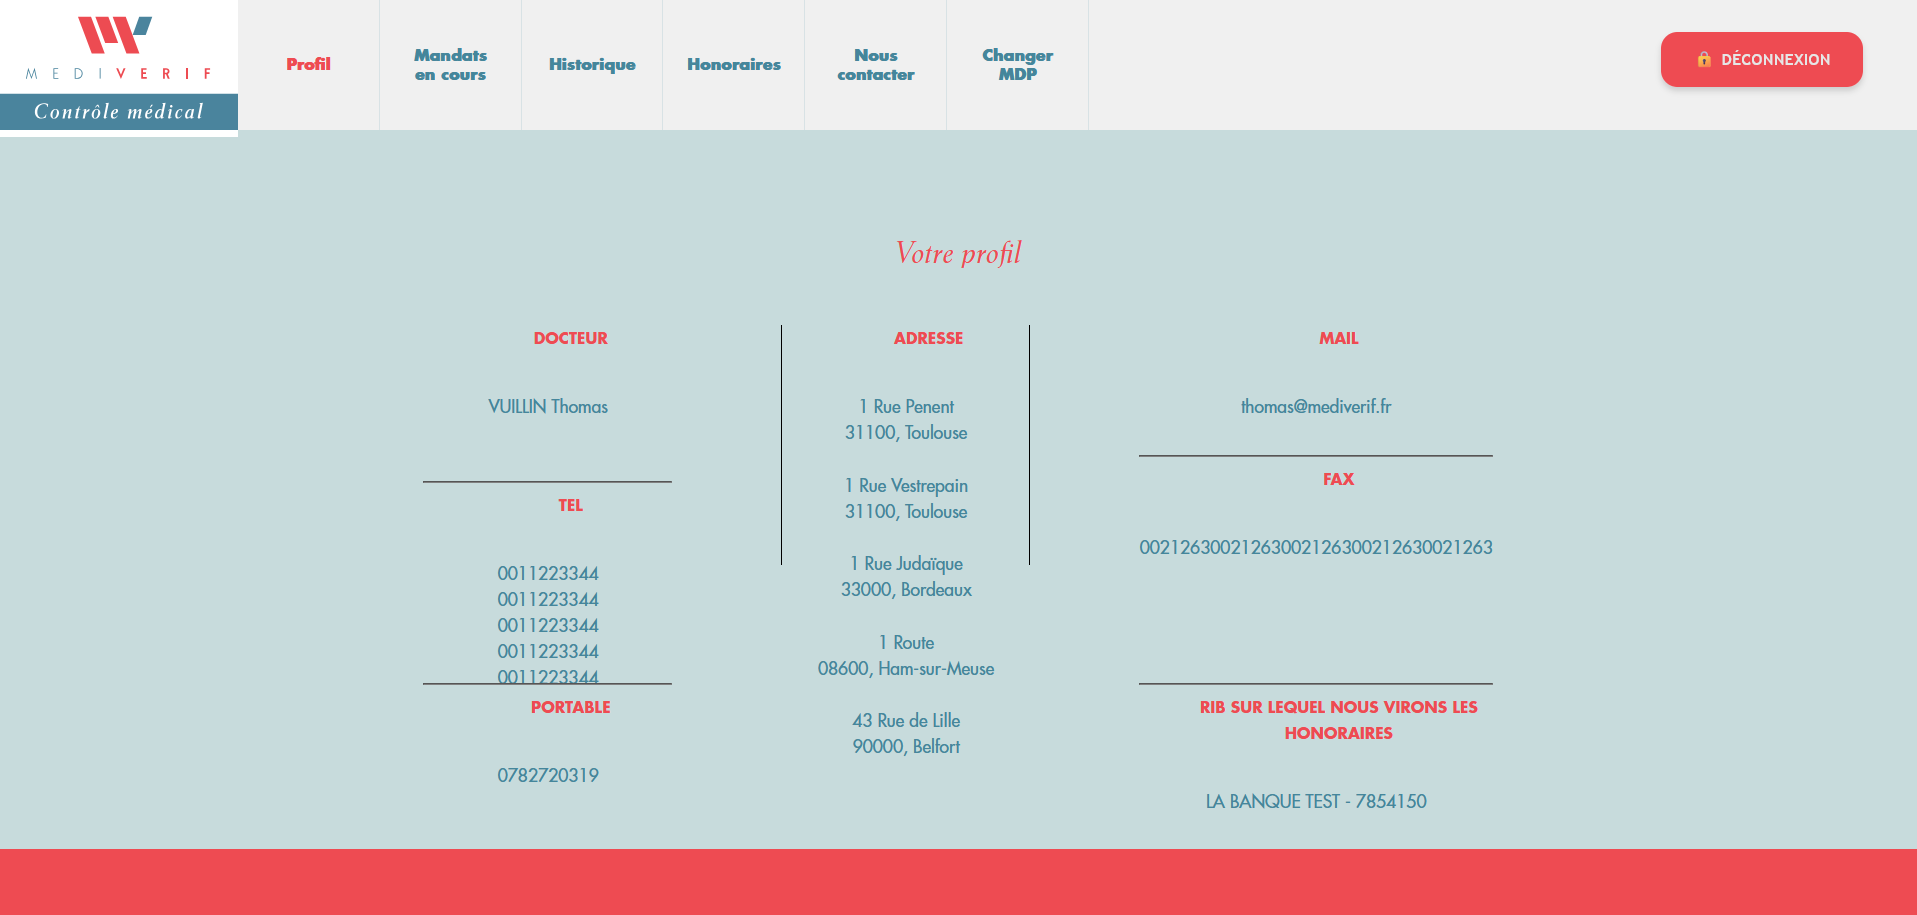 MEDIVERIF
Contrôle médical
Profil
Mandats
en cours
Historique
Honoraires
Nous
contacter
Changer
MDP
DÉCONNEXION
Votre profil
DOCTEUR
VUILLIN Thomas
TEL
0011223344
0011223344
0011223344
0011223344
0011223344
PORTABLE
0782720319
ADRESSE
1 Rue Penent
31100, Toulouse
1 Rue Vestrepain
31100, Toulouse
1 Rue Judaïque
33000, Bordeaux
1 Route
08600, Ham-sur-Meuse
43 Rue de Lille
90000, Belfort
MAIL
thomas@mediverif.fr
FAX
00212630021263002126300212630021263
RIB SUR LEQUEL NOUS VIRONS LES
HONORAIRES
LA BANQUE TEST - 7854150